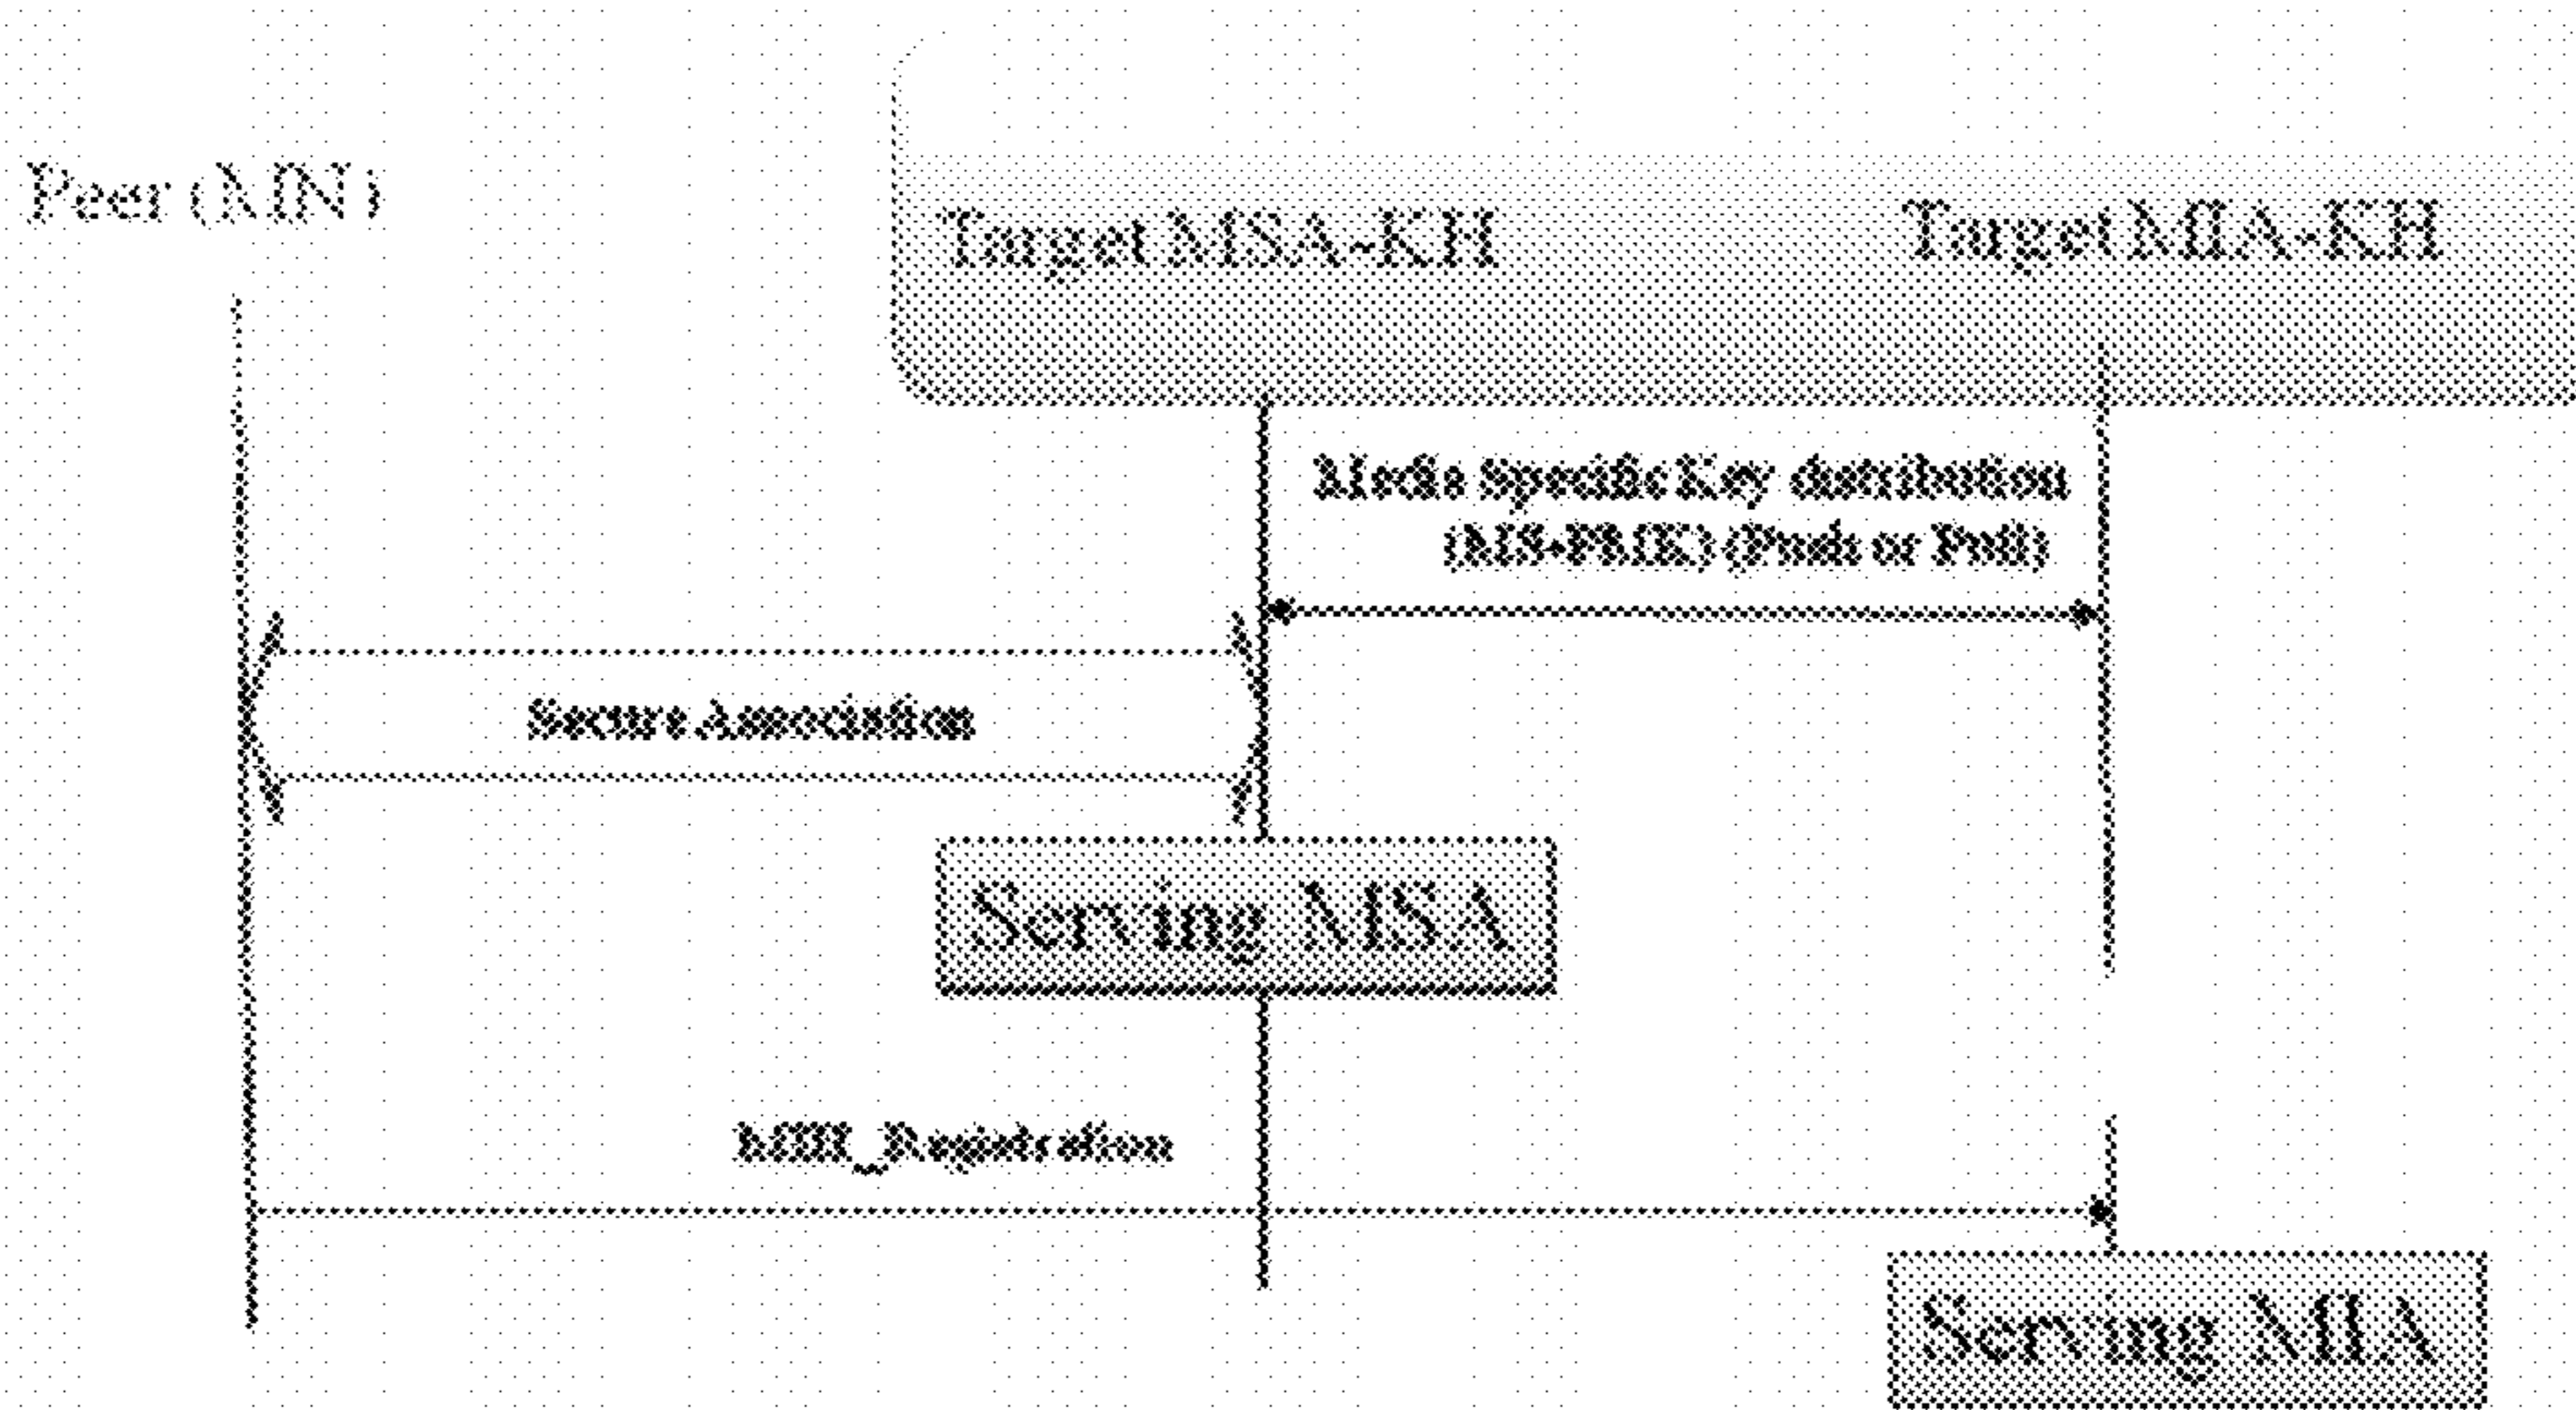 Peer (MN)
Target MSA-KH
Target MIA-KH
Media Specific Key distribution
(MS-PMK) (Push or Pull)
Secure Association
Serving MSA
MIH_Registration
Serving MIA